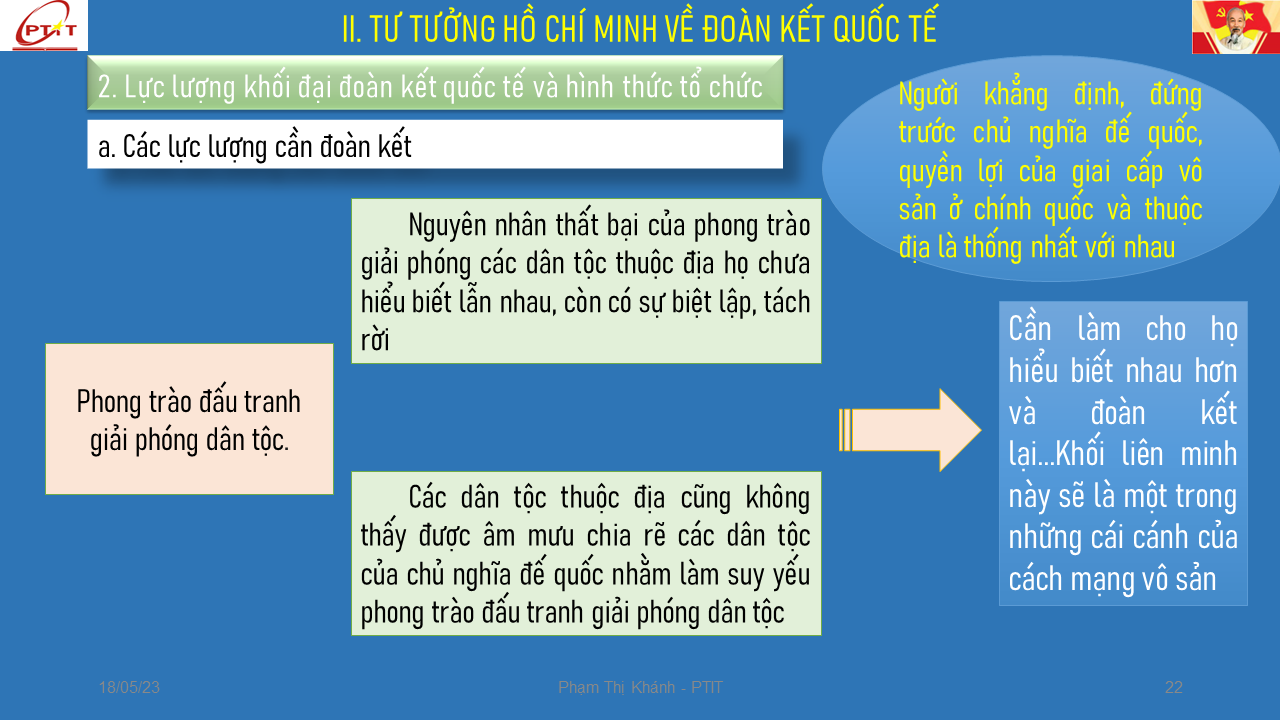 PTIT
II. TƯ TƯỞNG HỒ CHÍ MINH VỀ ĐOÀN KẾT QUỐC TẾ
2. Lực lượng khối đại đoàn kết quốc tế và hình thức tổ chức
a. Các lực lượng cần đoàn kết
Người khẳng định, đứng
trước chủ nghĩa đế quốc,
quyền lợi của giai cấp vô
sản ở chính quốc và thuộc
địa là thống nhất với nhau
Phong trào đấu tranh
giải phóng dân tộc.
Nguyên nhân thất bại của phong trào
giải phóng các dân tộc thuộc địa họ chưa
hiểu biết lẫn nhau, còn có sự biệt lập, tách
rời
Các dân tộc thuộc địa cũng không
thấy được âm mưu chia rẽ các dân tộc
của chủ nghĩa đế quốc nhằm làm suy yếu
phong trào đấu tranh giải phóng dân tộc
Cần làm cho họ
hiểu biết nhau hơn
và đoàn kết
lại...Khối liên minh
này sẽ là một trong
những cái cánh của
cách mạng vô sản
18/05/23
Phạm Thị Khánh - PTIT
22